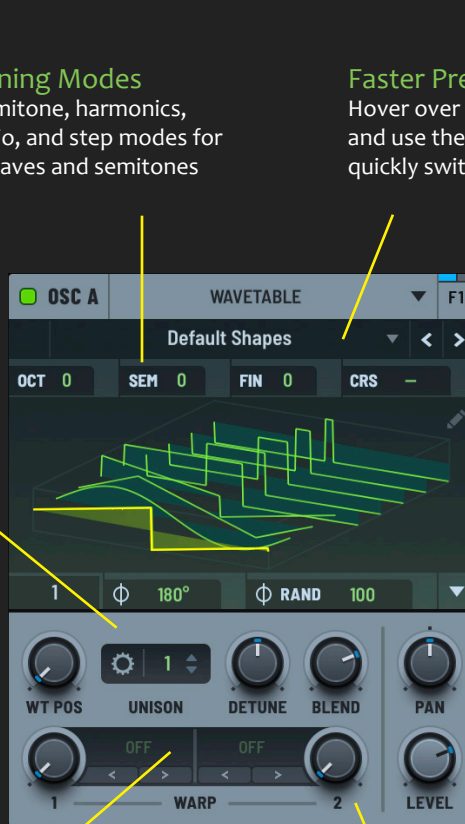 ning Modes
mitone, harmonics,
o, and step modes for
aves and semitones
Faster Pre
Hover over
and use the
quickly swit
OSC A
WAVETABLE
F1
Default Shapes
< >
OCT 0
SEM 0
FIN 0
CRS –
1
180°
RAND 100
WT POS
1
UNISON
DETUNE
BLEND
PAN
OFF
OFF
< >
< >
1
WARP
2
LEVEL